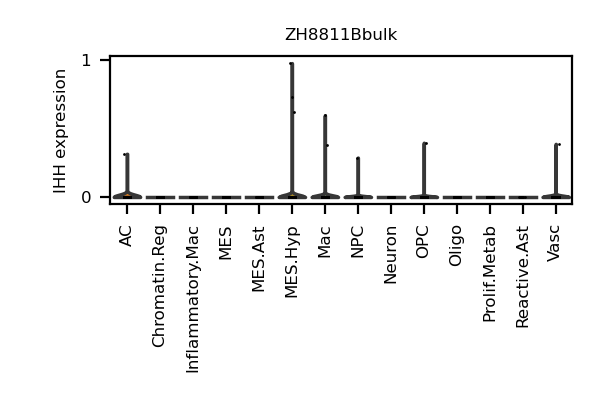 ZH8811Bbulk
IHH expression
1
0
AC
Chromatin.Reg
Inflammatory.Mac
MES
MES.Ast
MES.Hyp
Mac
NPC
Neuron
OPC
Oligo
Prolif.Metab
Reactive.Ast
Vasc